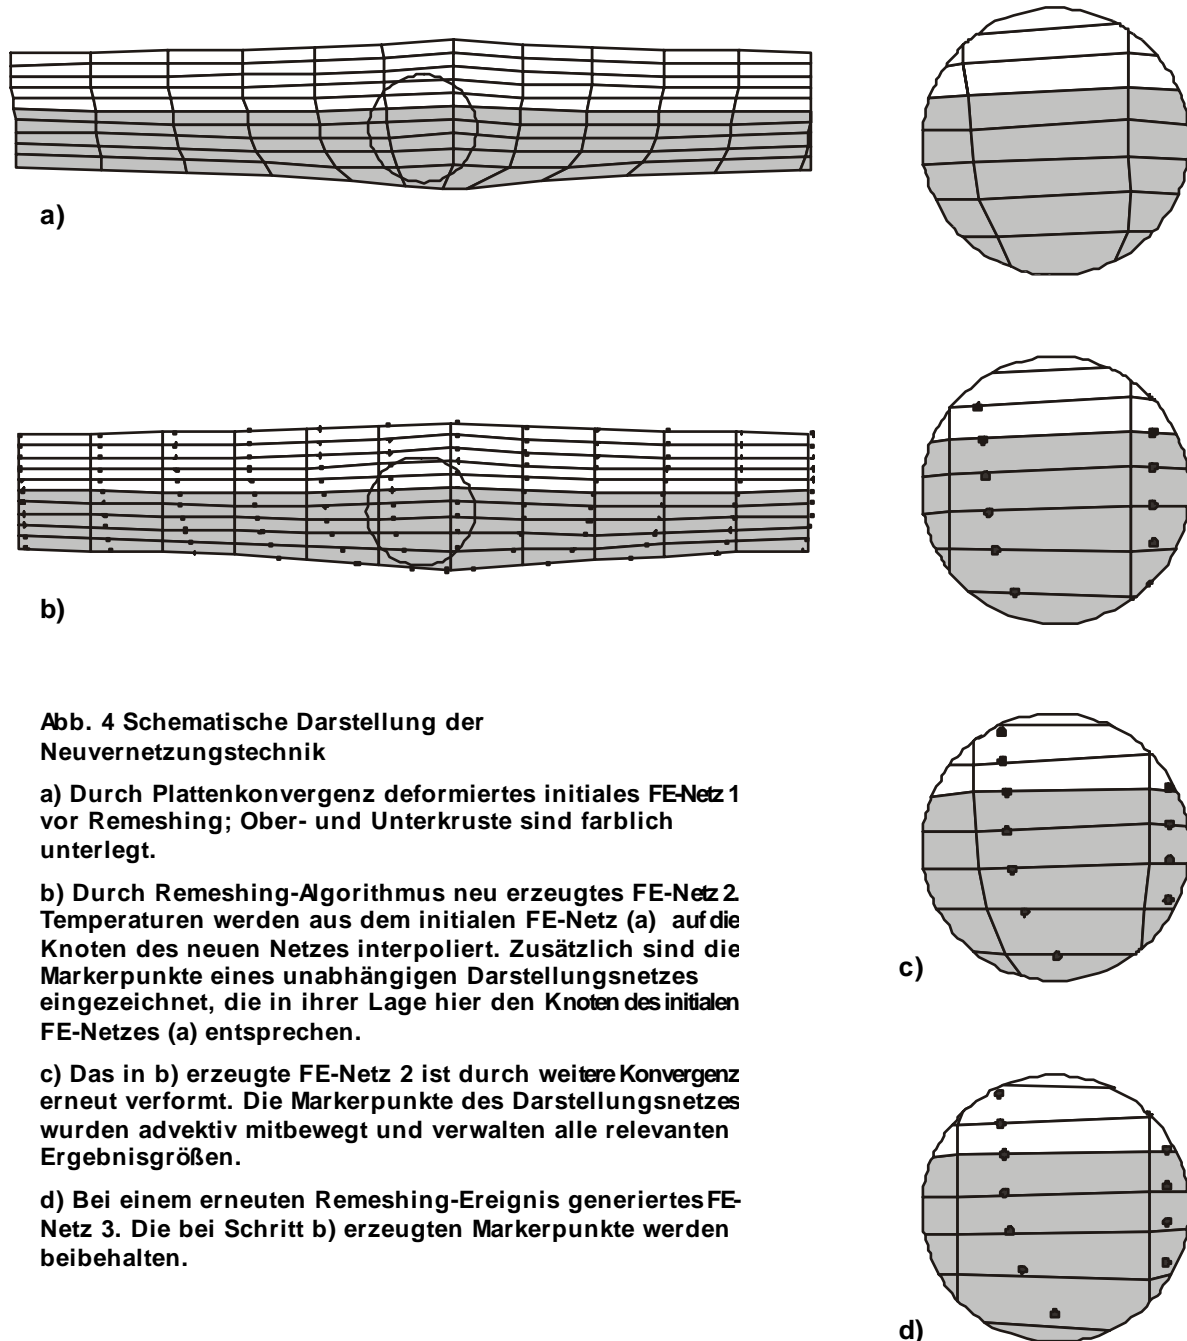 a)
b)
Abb. 4 Schematische Darstellung der
Neuvernetzungstechnik
a) Durch Plattenkonvergenz deformiertes initiales FE-Netz 1
vor Remeshing; Ober- und Unterkruste sind farblich
unterlegt.
b) Durch Remeshing-Algorithmus neu erzeugtes FE-Netz 2.
Temperaturen werden aus dem initialen FE-Netz (a) auf die
Knoten des neuen Netzes interpoliert. Zusätzlich sind die
Markerpunkte eines unabhängigen Darstellungsnetzes
eingezeichnet, die in ihrer Lage hier den Knoten des initialen
FE-Netzes (a) entsprechen.
c) Das in b) erzeugte FE-Netz 2 ist durch weitere Konvergenz
erneut verformt. Die Markerpunkte des Darstellungsnetzes
wurden advektiv mitbewegt und verwalten alle relevanten
Ergebnisgrößen.
d) Bei einem erneuten Remeshing-Ereignis generiertes FE-
Netz 3. Die bei Schritt b) erzeugten Markerpunkte werden
beibehalten.
c)
d)